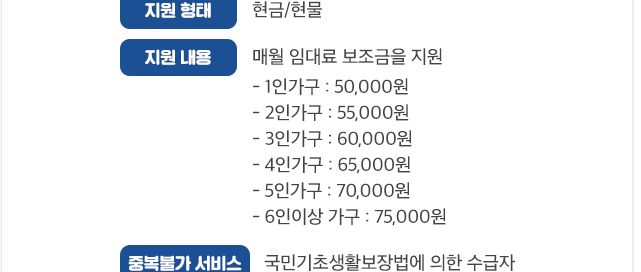 지원 형태 현금/현물
지원 내용 매월 임대료 보조금을 지원
- 1인가구 : 50,000원
- 2인가구 : 55,000원
- 3인가구 : 60,000원
- 4인가구 : 65,000원
- 5인가구 : 70,000원
- 6인이상 가구 : 75,000원
중복불가 서비스 국민기초생활보장법에 의한 수급자